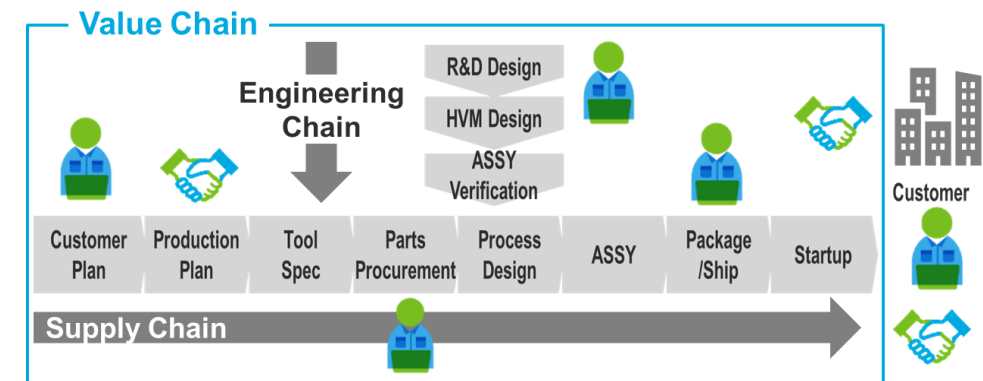 Value Chain
Engineering
Chain
R&D Design
HVM Design
ASSY
Verification
Customer
Customer
Plan
Production
Plan
Tool
Spec
Parts
Procurement
Process
Design
ASSY
Package
/Ship
Startup
Supply Chain